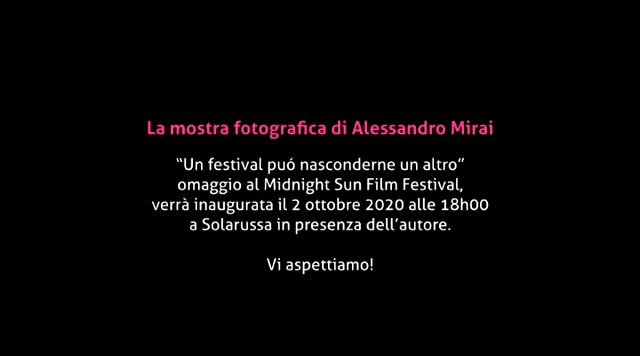 La mostra fotografica di Alessandro Mirai
“Un festival puó nasconderne un altro”
omaggio al Midnight Sun Film Festival,
verrà inaugurata il 2 ottobre 2020 alle 18h00
a Solarussa in presenza dell’autore.
Vi aspettiamo!